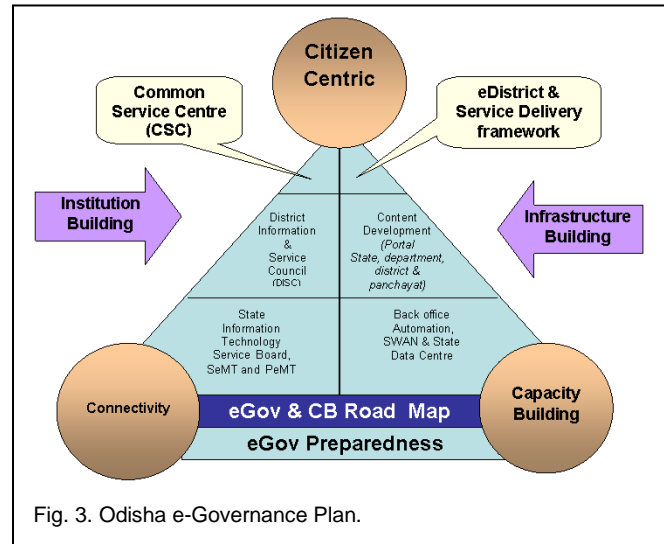 Citizen
Centric
Common
Service Centre
(CSC)
eDistrict &
Service Delivery
framework
Institution
Building
Infrastructure
Building
District
Information
&
Service
Council
(DISC)
Content
Development
(Portal
State, department,
district &
panchayat)
State
Information
Technology
Service Board,
SeMT and PeMT
Back office
Automation,
SWAN & State
Data Centre
Connectivity
Capacity
Building
eGov & CB Road Map
eGov Preparedness
Fig. 3. Odisha e-Governance Plan.